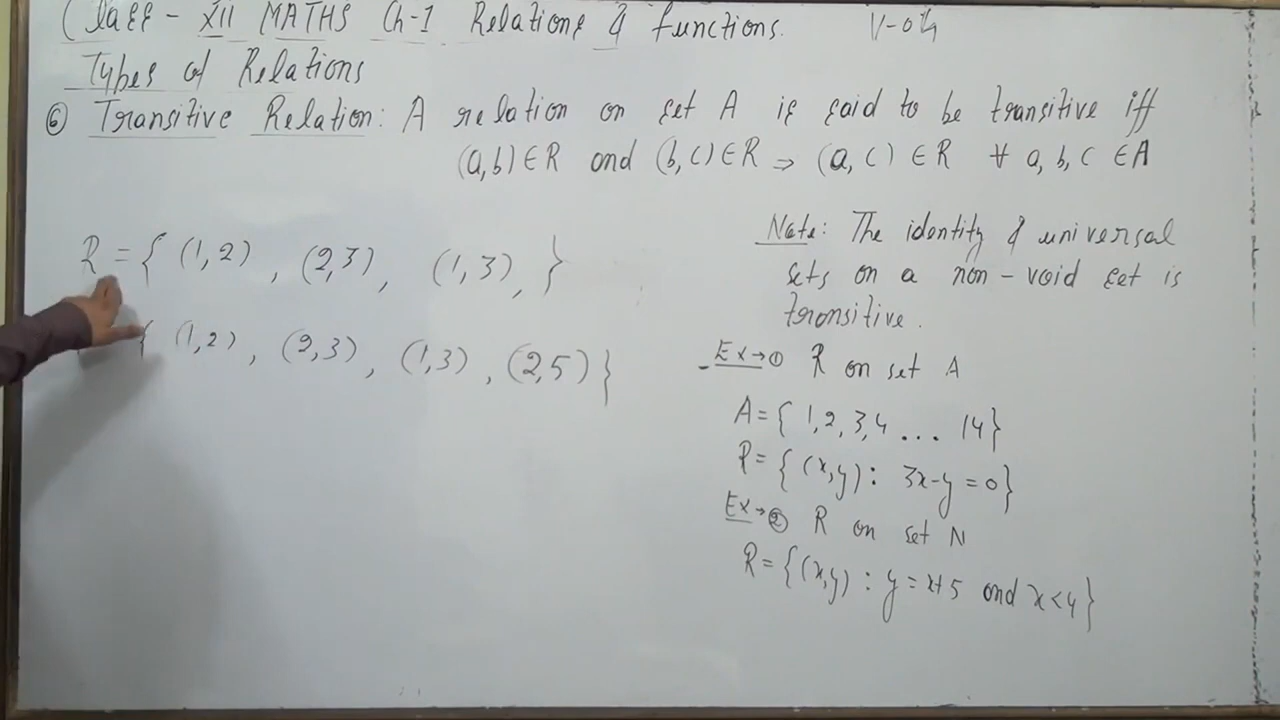 Class - XII MATHS Ch-1 Relations & functions. V-04
Types of Relations
⑥ Transitive Relation: A relation on set A is said to be transitive iff
(a,b) ∈ R and (b,c) ∈ R ⇒ (a,c) ∈ R ∀ a, b, c ∈ A
R = { (1,2) , (2,3) , (1,3) , }
{ (1,2) , (2,3) , (1,3) , (2,5) }
Note: The identity & universal
sets on a non-void set is
transitive.
Ex→① R on set A
A = { 1,2,3,4 ... 14}
R = { (x,y) : 3x-y = 0}
Ex→② R on set N
R = {(x,y) : y = x+5 and x<4}